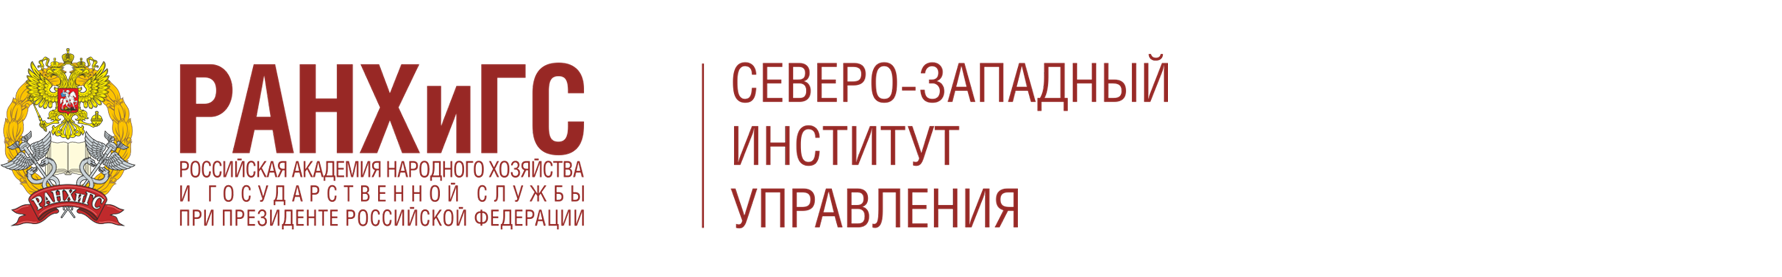 РАНХиГС
РАНХиГС
РОССИЙСКАЯ АКАДЕМИЯ НАРОДНОГО ХОЗЯЙСТВА
И ГОСУДАРСТВЕННОЙ СЛУЖБЫ
ПРИ ПРЕЗИДЕНТЕ РОССИЙСКОЙ ФЕДЕРАЦИИ
СЕВЕРО-ЗАПАДНЫЙ
ИНСТИТУТ
УПРАВЛЕНИЯ